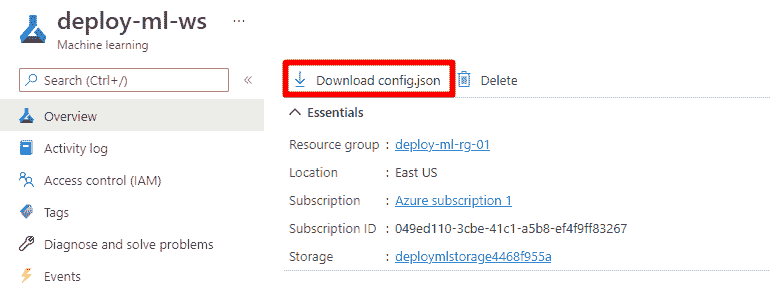 deploy-ml-ws ...
Machine learning
Search (Ctrl+/)
«
Overview
Activity log
Access control (IAM)
Tags
Diagnose and solve problems
Events
Download config.json
Delete
Essentials
Resource group : deploy-ml-rg-01
Location : East US
Subscription : Azure subscription 1
Subscription ID : 049ed110-3cbe-41c1-a5b8-ef4f9ff83267
Storage : deploymlstorage4468f955a